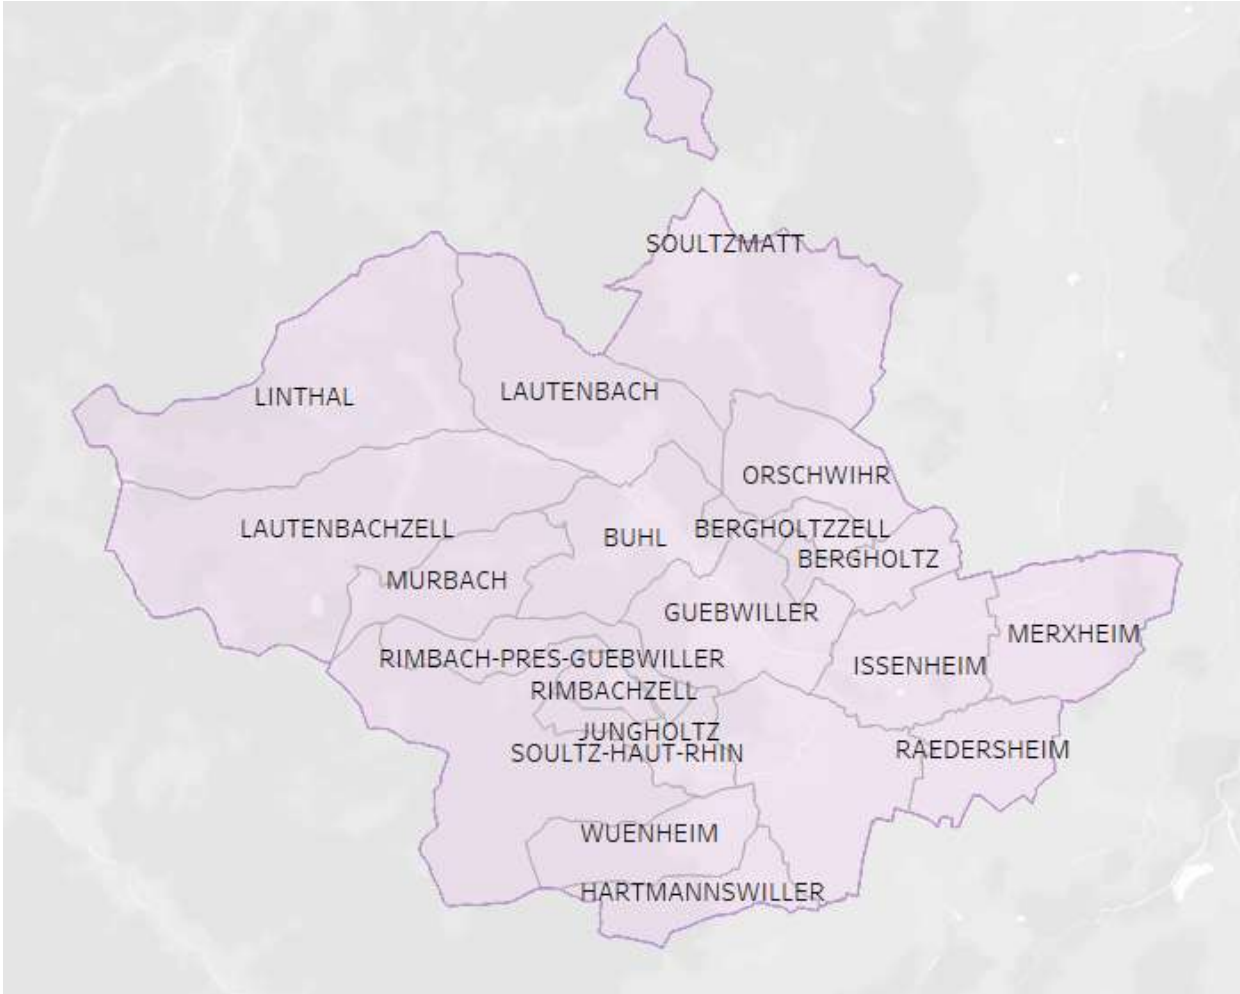 SOULTZMATT
LAUTENBACH
LINTHAL
ORSCHWIHR
LAUTENBACHZELL
BUHL
BERGHOLTZZELL
BERGHOLTZ
MURBACH
GUEBWILLER
MERXHEIM
RIMBACH-PRES-GUEBWILLER
ISSENHEIM
RIMBACHZELL
JUNGHOLTZ
SOULTZ-HAUT-RHIN
RAEDERSHEIM
WUENHEIM
HARTMANNSWILLER